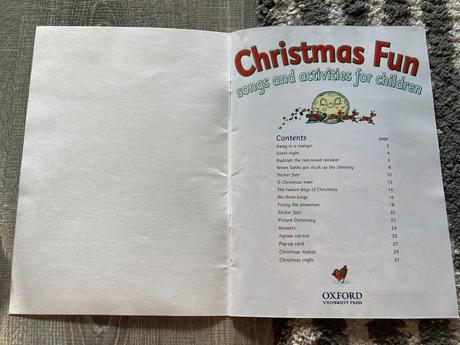 Christmas Fun
songs and activities for children
Contents page
Away in a manger 2
Silent night 4
Rudolph the red-nosed reindeer 6
When Santa got stuck up the chimney 8
Sticker fun! 10
O Christmas tree! 12
The twelve days of Christmas 14
We three kings 16
Frosty the snowman 18
Sticker fun! 20
Picture Dictionary 22
Answers 24
Jigsaw cut-out 25
Pop-up card 27
Christmas mobile 29
Christmas crafts 31
OXFORD
UNIVERSITY PRESS